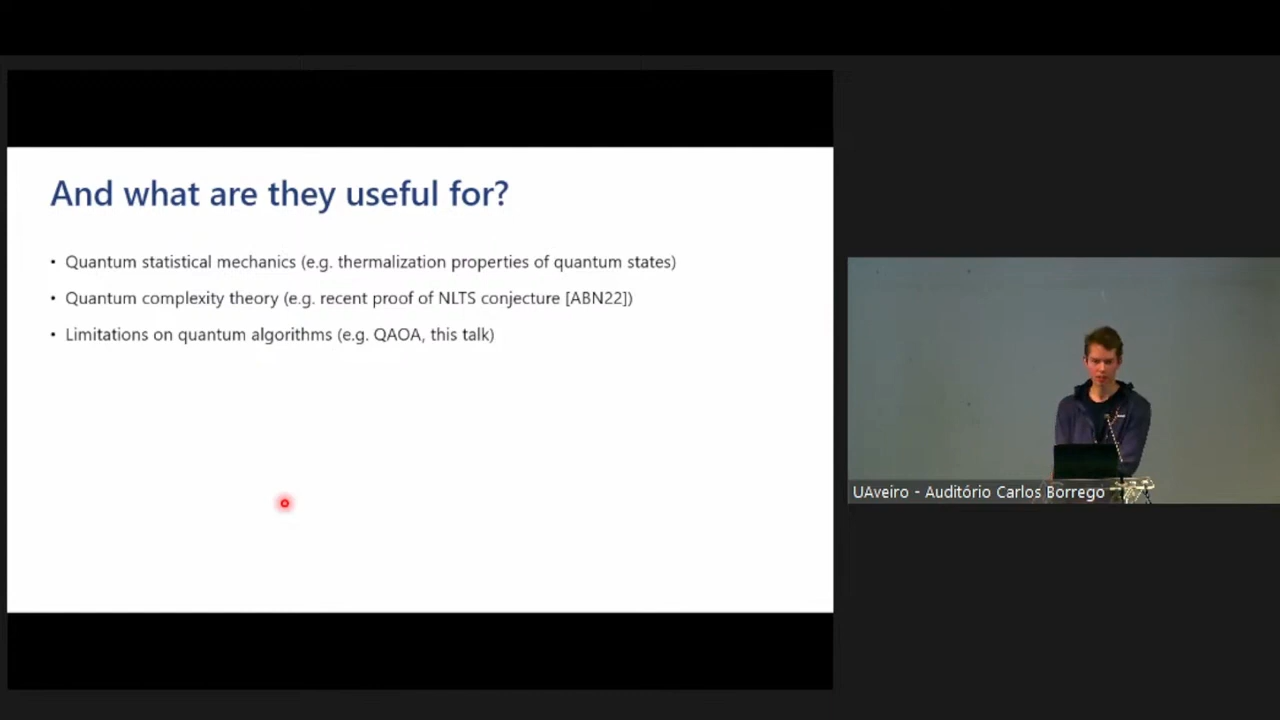 And what are they useful for?
• Quantum statistical mechanics (e.g. thermalization properties of quantum states)
• Quantum complexity theory (e.g. recent proof of NLTS conjecture [ABN22])
• Limitations on quantum algorithms (e.g. QAOA, this talk)
UAveiro - Auditório Carlos Borrego